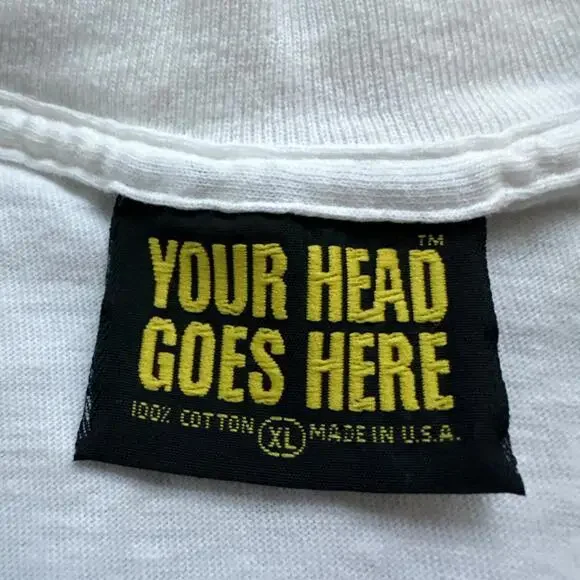 YOUR HEAD™
GOES HERE
100% COTTON XL MADE IN U.S.A.